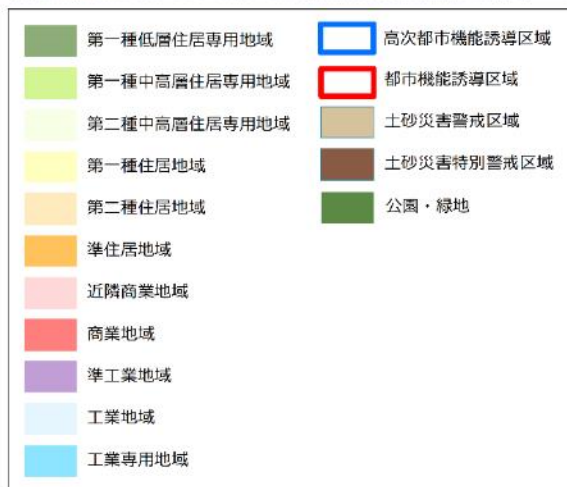 第一種低層住居専用地域
第一種中高層住居専用地域
第二種中高層住居専用地域
第一種住居地域
第二種住居地域
準住居地域
近隣商業地域
商業地域
準工業地域
工業地域
工業専用地域
高次都市機能誘導区域
都市機能誘導区域
土砂災害警戒区域
土砂災害特別警戒区域
公園・緑地